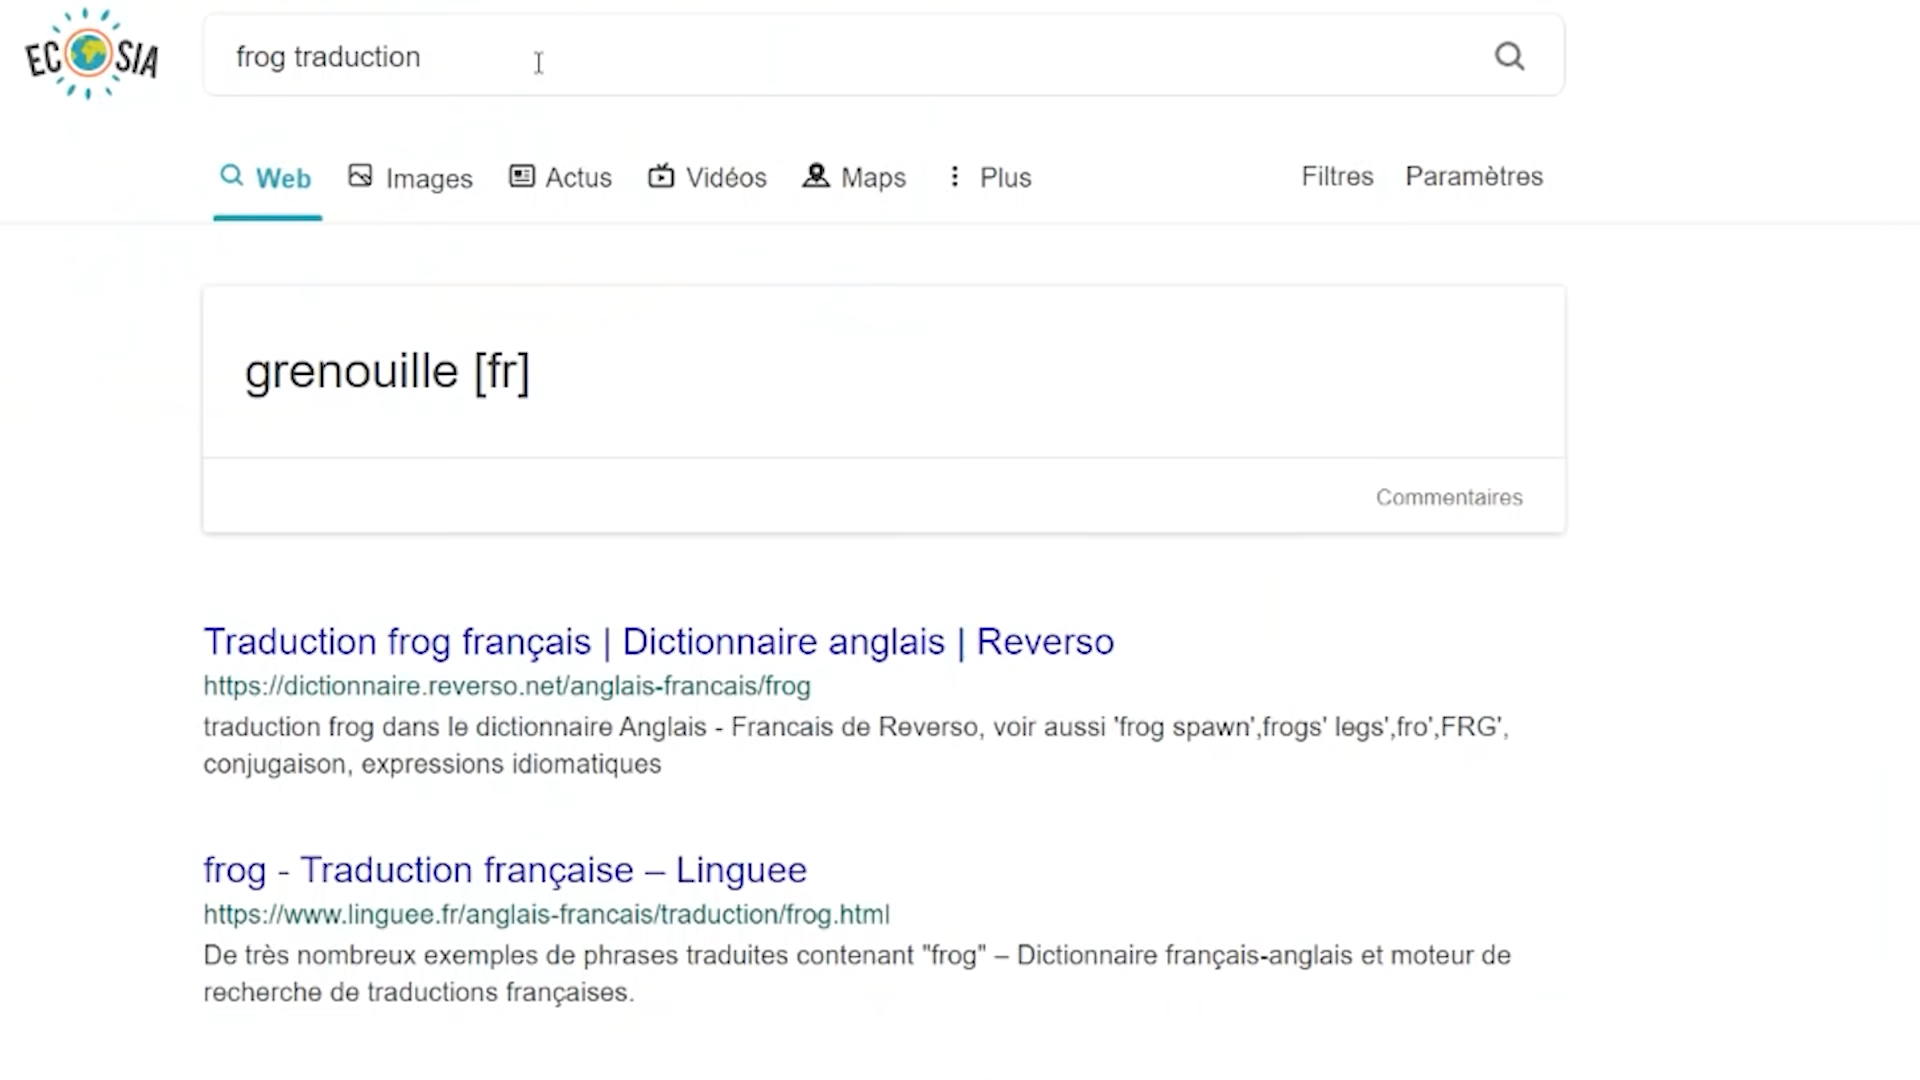 ECOSIA
frog traduction
Web Images Actus Vidéos Maps Plus Filtres Paramètres
grenouille [fr]
Commentaires
Traduction frog français | Dictionnaire anglais | Reverso
https://dictionnaire.reverso.net/anglais-francais/frog
traduction frog dans le dictionnaire Anglais - Francais de Reverso, voir aussi 'frog spawn',frogs' legs',fro',FRG',
conjugaison, expressions idiomatiques
frog - Traduction française – Linguee
https://www.linguee.fr/anglais-francais/traduction/frog.html
De très nombreux exemples de phrases traduites contenant "frog" – Dictionnaire français-anglais et moteur de
recherche de traductions françaises.